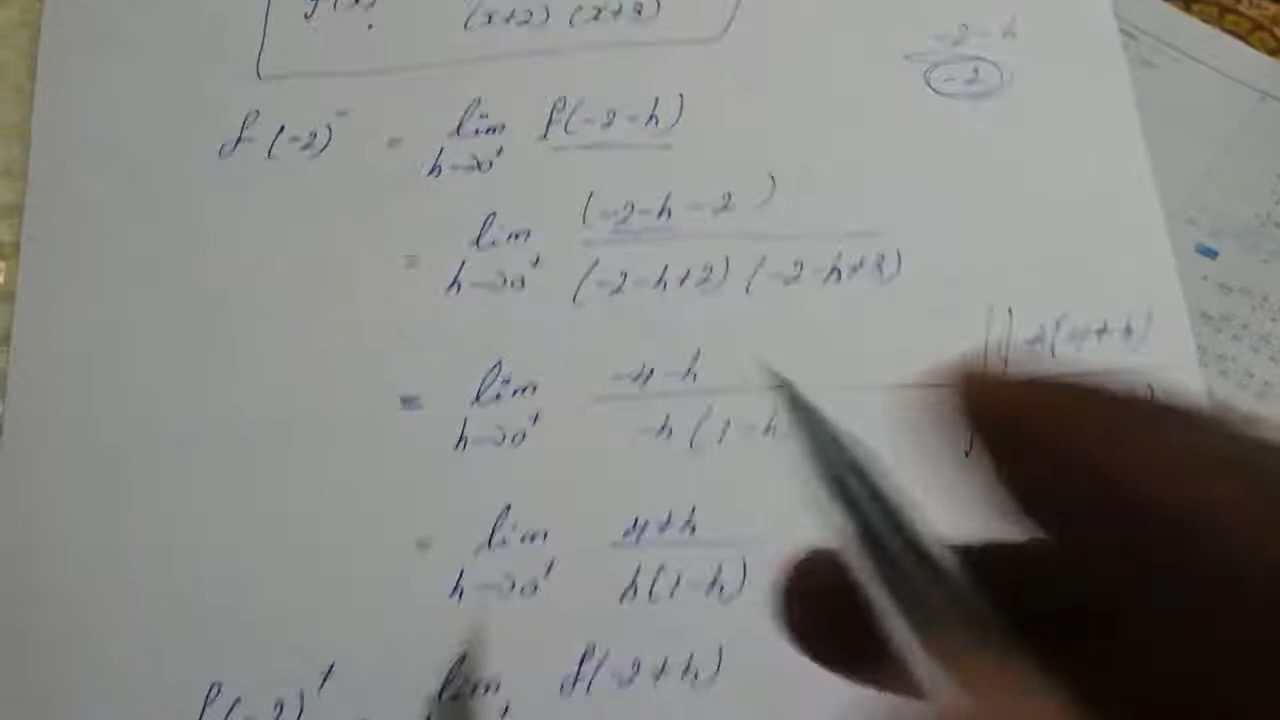 (x+2) (x+3)
-2-h
-2
f(-2)⁻ = lim f(-2-h)
h→0⁺
= lim (-2-h-2)
h→0⁺ (-2-h+2) (-2-h+3)
= lim -4-h
h→0⁺ -h(1-h
= lim 4+h
h→0⁺ h(1-h)
f(-2)⁺ = lim f(-2+h)